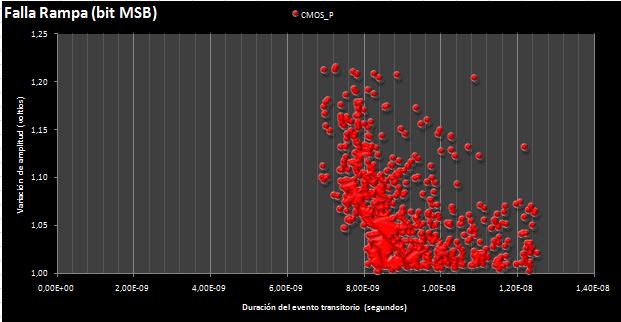 Falla Rampa (bit MSB)
CMOS_P
1,25
1,20
1,15
1,10
1,05
1,00
Variación de amplitud (voltios)
0,00E+00 2,00E-09 4,00E-09 6,00E-09 8,00E-09 1,00E-08 1,20E-08 1,40E-08
Duración del evento transitorio (segundos)